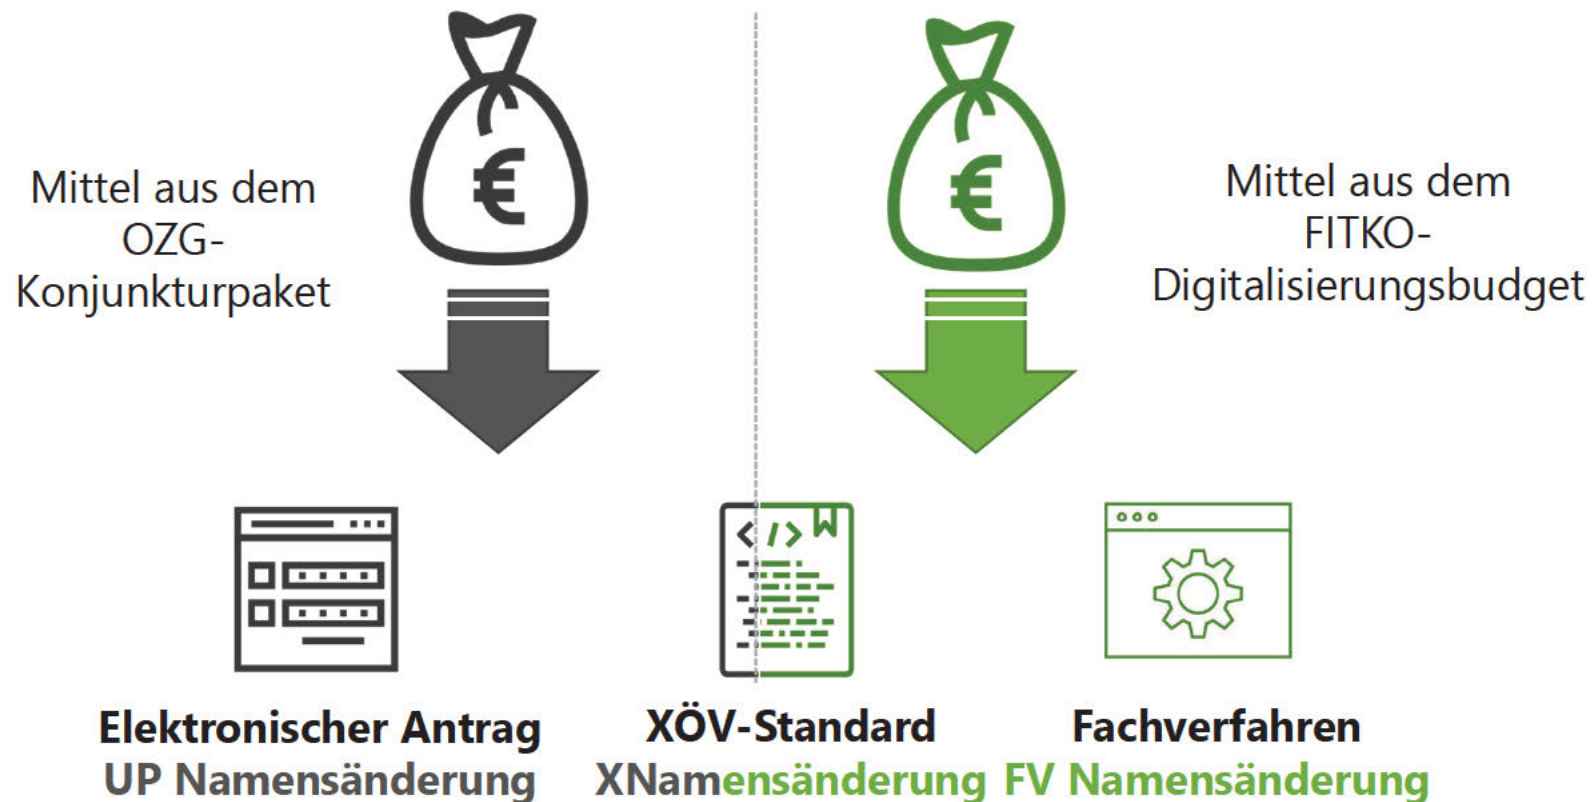 Mittel aus dem
OZG-
Konjunkturpaket
€
€
Mittel aus dem
FITKO-
Digitalisierungsbudget
</>
Elektronischer Antrag
UP Namensänderung
XÖV-Standard
XNamensänderung
Fachverfahren
FV Namensänderung